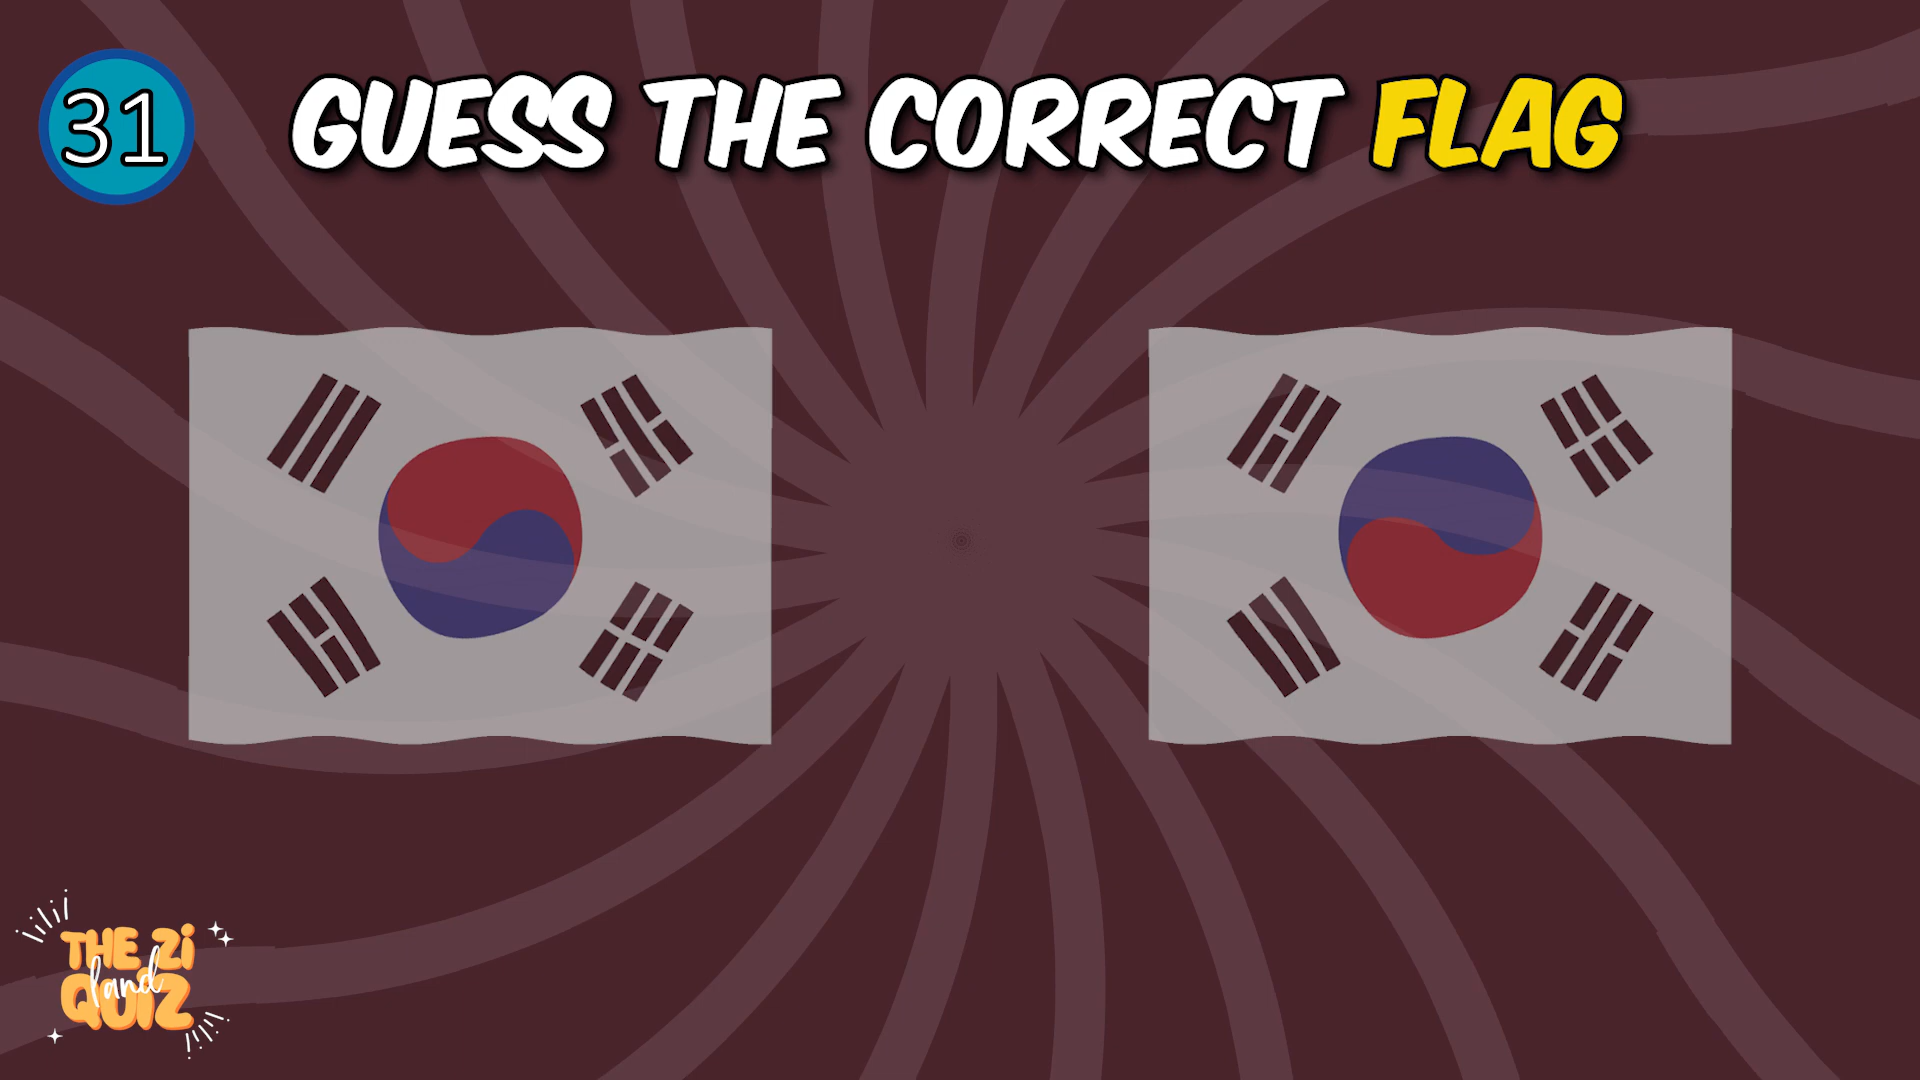 31
GUESS THE CORRECT FLAG
THE Zi
land
QUiZ